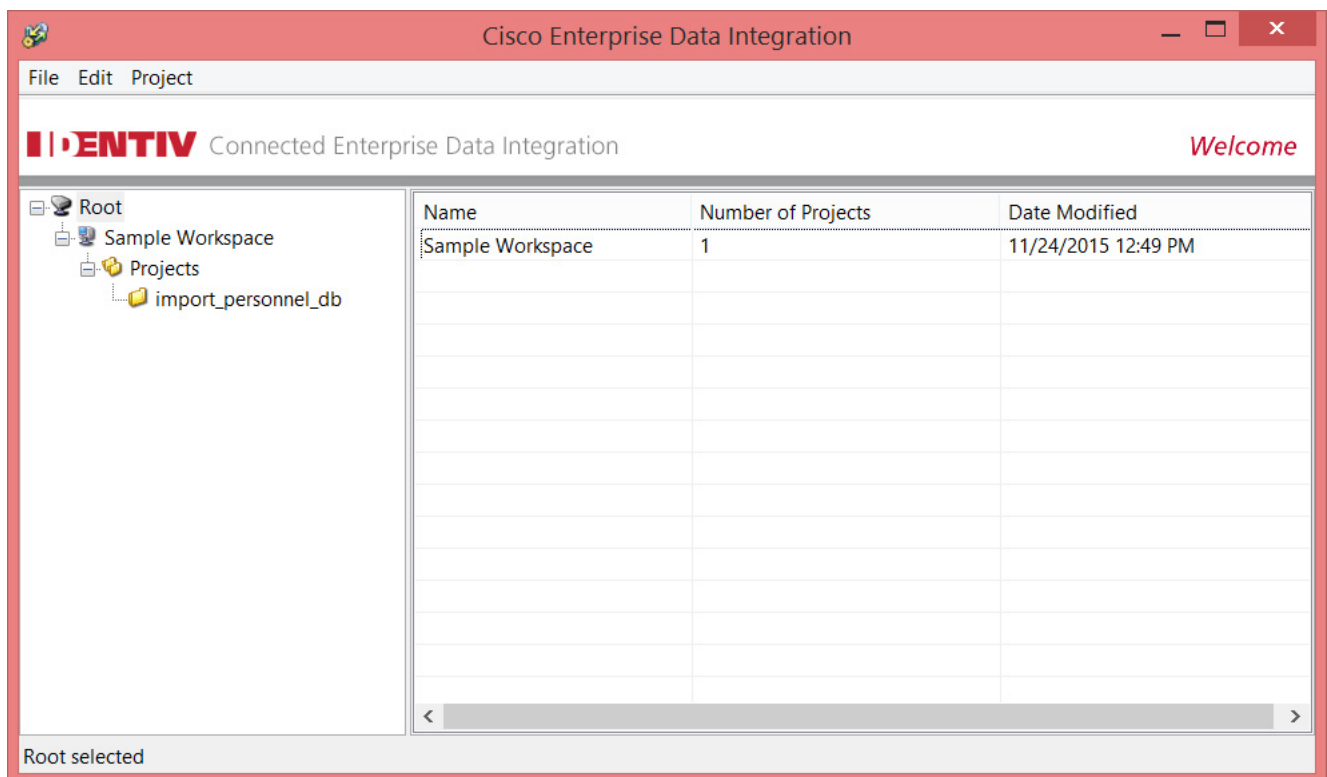 Cisco Enterprise Data Integration
File Edit Project
IDENTIV Connected Enterprise Data Integration
Welcome
Root
Sample Workspace
Projects
import_personnel_db
Name Number of Projects Date Modified
Sample Workspace 1 11/24/2015 12:49 PM
Root selected